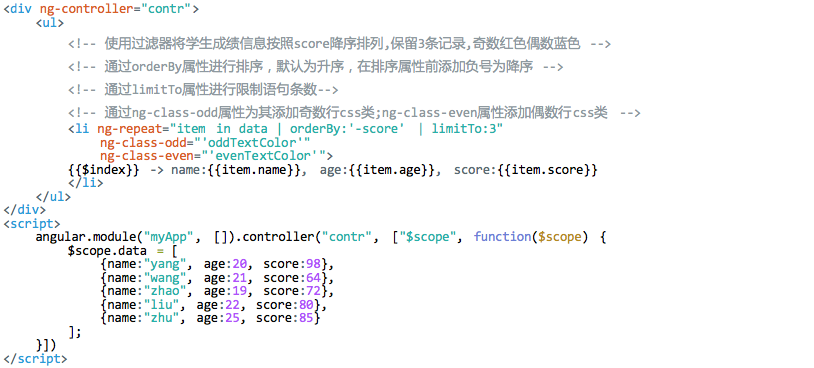 <div ng-controller="contr">
<ul>
<!-- 使用过滤器将学生成绩信息按照score降序排列,保留3条记录,奇数红色偶数蓝色 -->
<!-- 通过orderBy属性进行排序，默认为升序，在排序属性前添加负号为降序 -->
<!-- 通过limitTo属性进行限制语句条数-->
<!-- 通过ng-class-odd属性为其添加奇数行css类;ng-class-even属性添加偶数行css类 -->
<li ng-repeat="item in data | orderBy:'-score' | limitTo:3"
ng-class-odd="'oddTextColor'"
ng-class-even="'evenTextColor'">
{{$index}} -> name:{{item.name}}, age:{{item.age}}, score:{{item.score}}
</li>
</ul>
</div>
<script>
angular.module("myApp", []).controller("contr", ["$scope", function($scope) {
$scope.data = [
{name:"yang", age:20, score:98},
{name:"wang", age:21, score:64},
{name:"zhao", age:19, score:72},
{name:"liu", age:22, score:80},
{name:"zhu", age:25, score:85}
];
}])
</script>